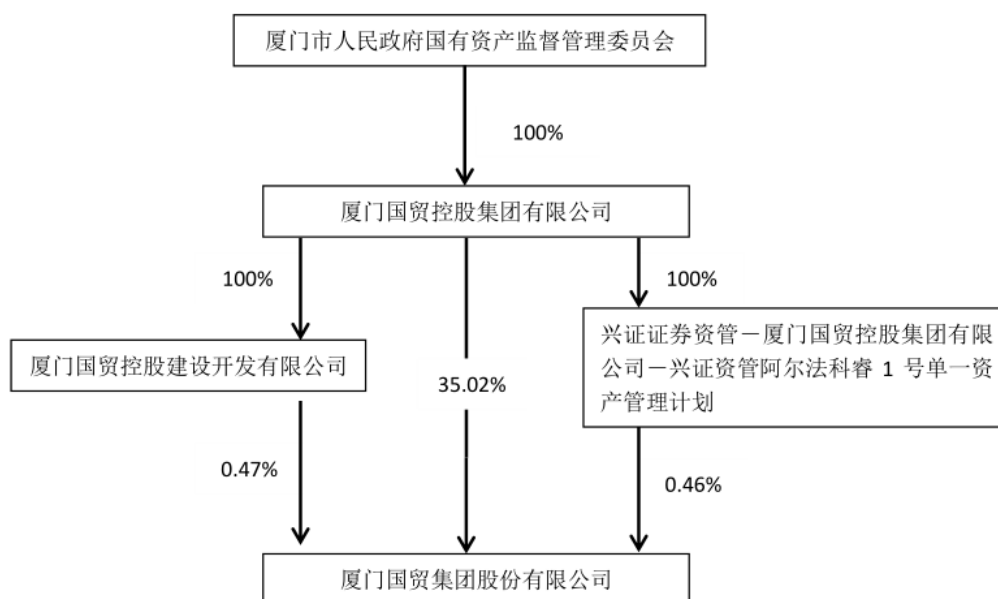 厦门市人民政府国有资产监督管理委员会
100%
厦门国贸控股集团有限公司
100%
100%
厦门国贸控股建设开发有限公司
35.02%
兴证证券资管－厦门国贸控股集团有限
公司－兴证资管阿尔法科睿 1 号单一资
产管理计划
0.47%
0.46%
厦门国贸集团股份有限公司